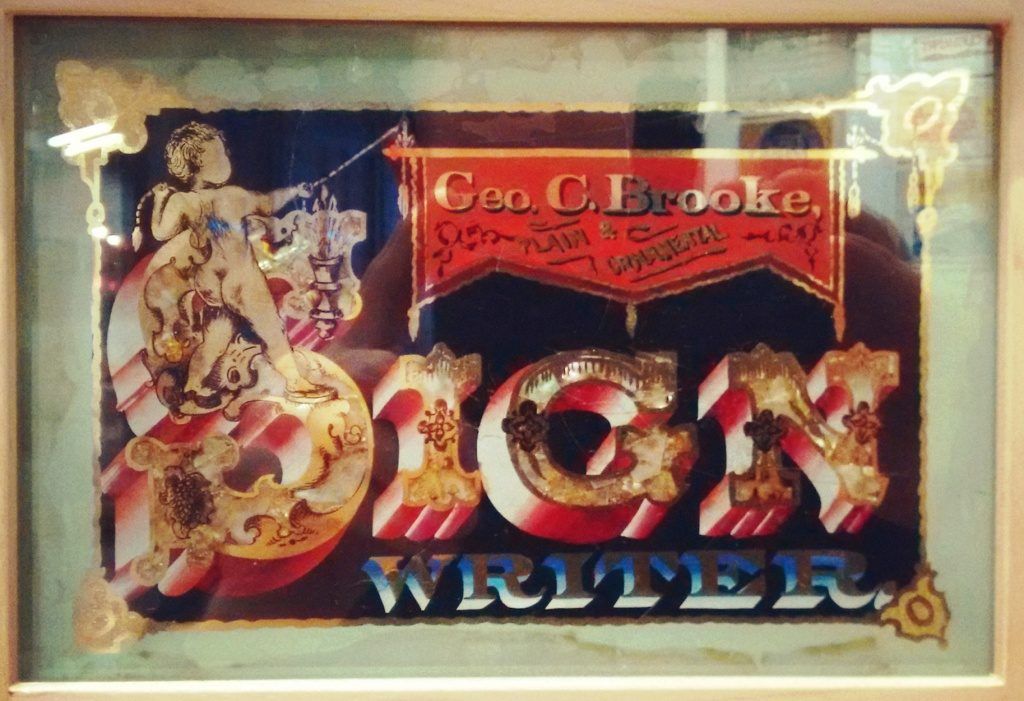 Geo. C. Brooke,
PLAIN &
ORNAMENTAL
SIGN
WRITER.